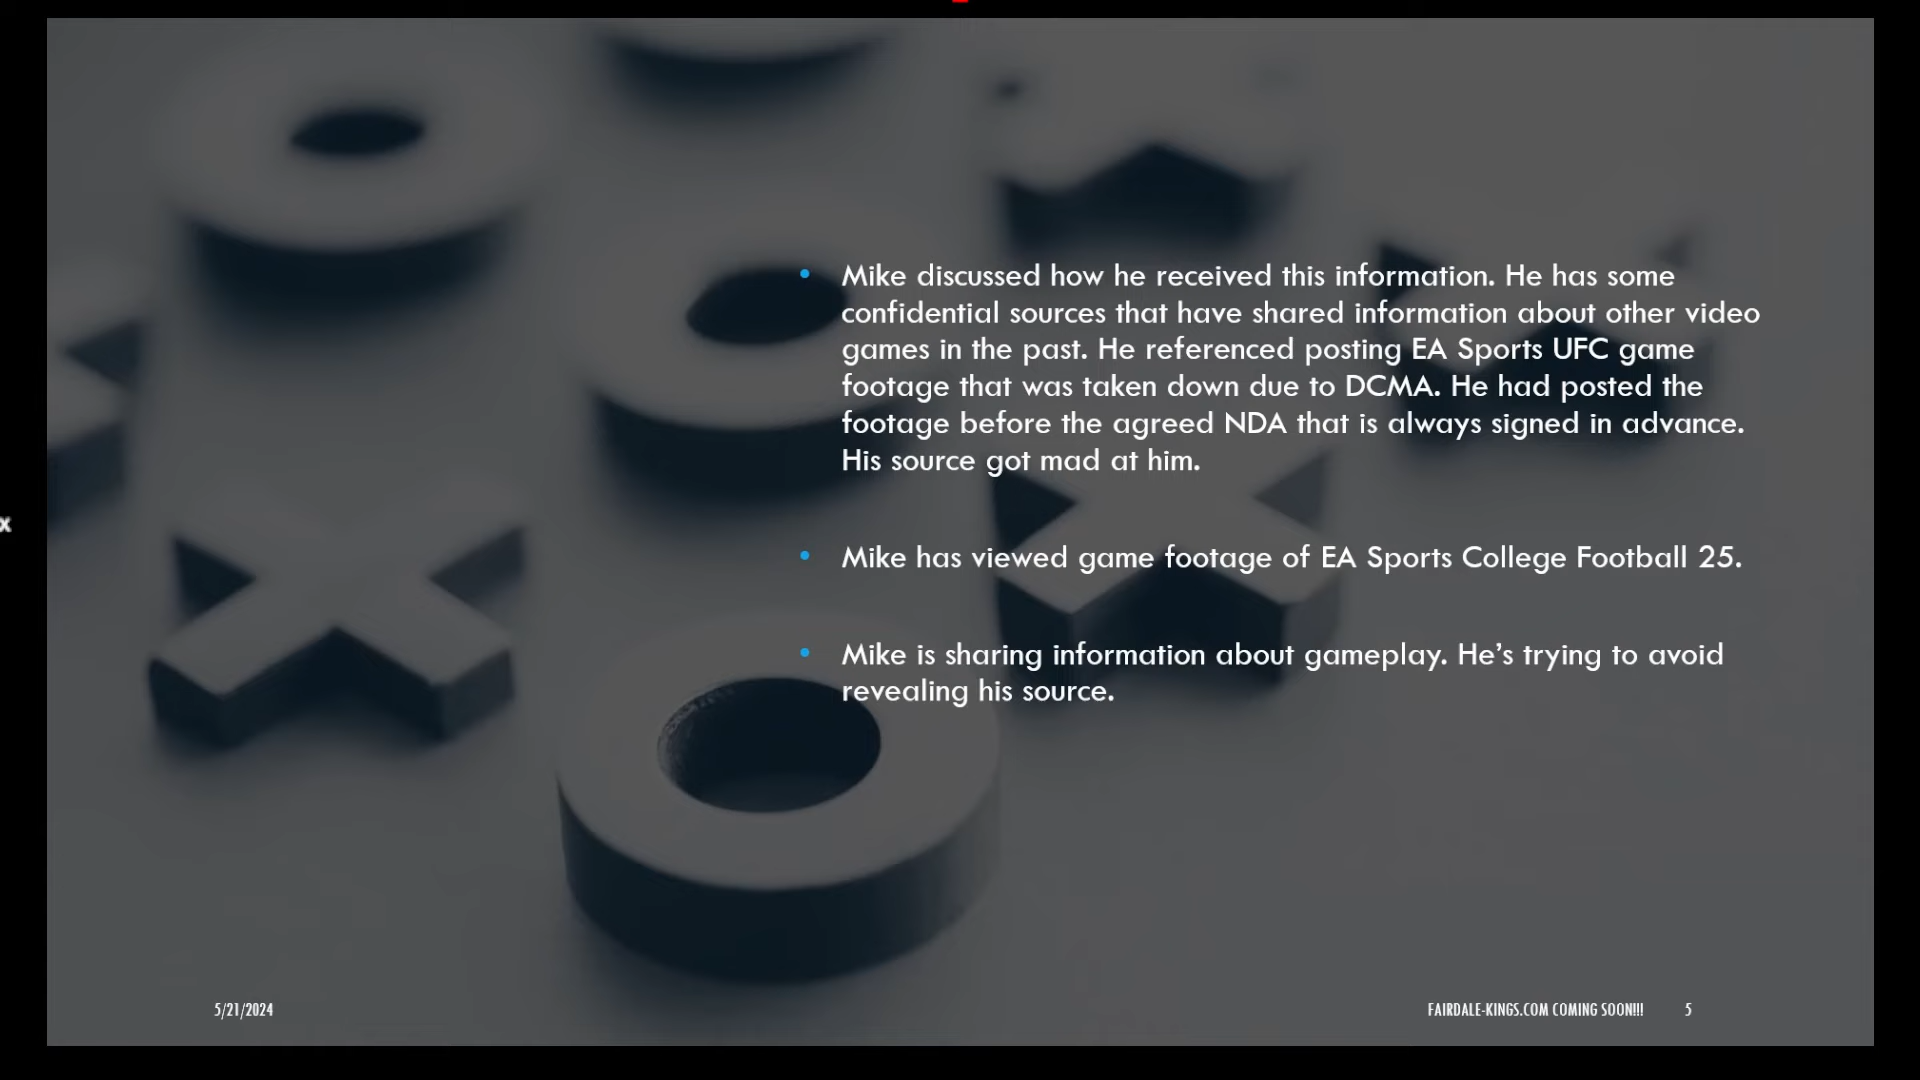 • Mike discussed how he received this information. He has some
confidential sources that have shared information about other video
games in the past. He referenced posting EA Sports UFC game
footage that was taken down due to DCMA. He had posted the
footage before the agreed NDA that is always signed in advance.
His source got mad at him.
• Mike has viewed game footage of EA Sports College Football 25.
• Mike is sharing information about gameplay. He’s trying to avoid
revealing his source.
x
5/21/2024
FAIRDALE-KINGS.COM COMING SOON!!!
5